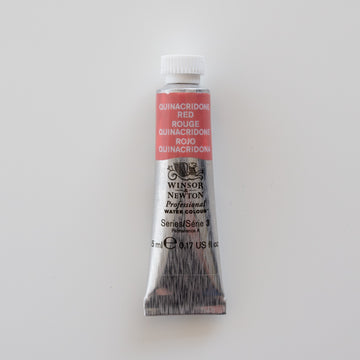 QUINACRIDONE
RED
ROUGE
QUINACRIDONE
ROJO
QUINACRIDONA
WINSOR
&
NEWTON
Professional
WATER COLOUR
Series/Série 3
Permanence A
5 ml e 0.17 US fl oz